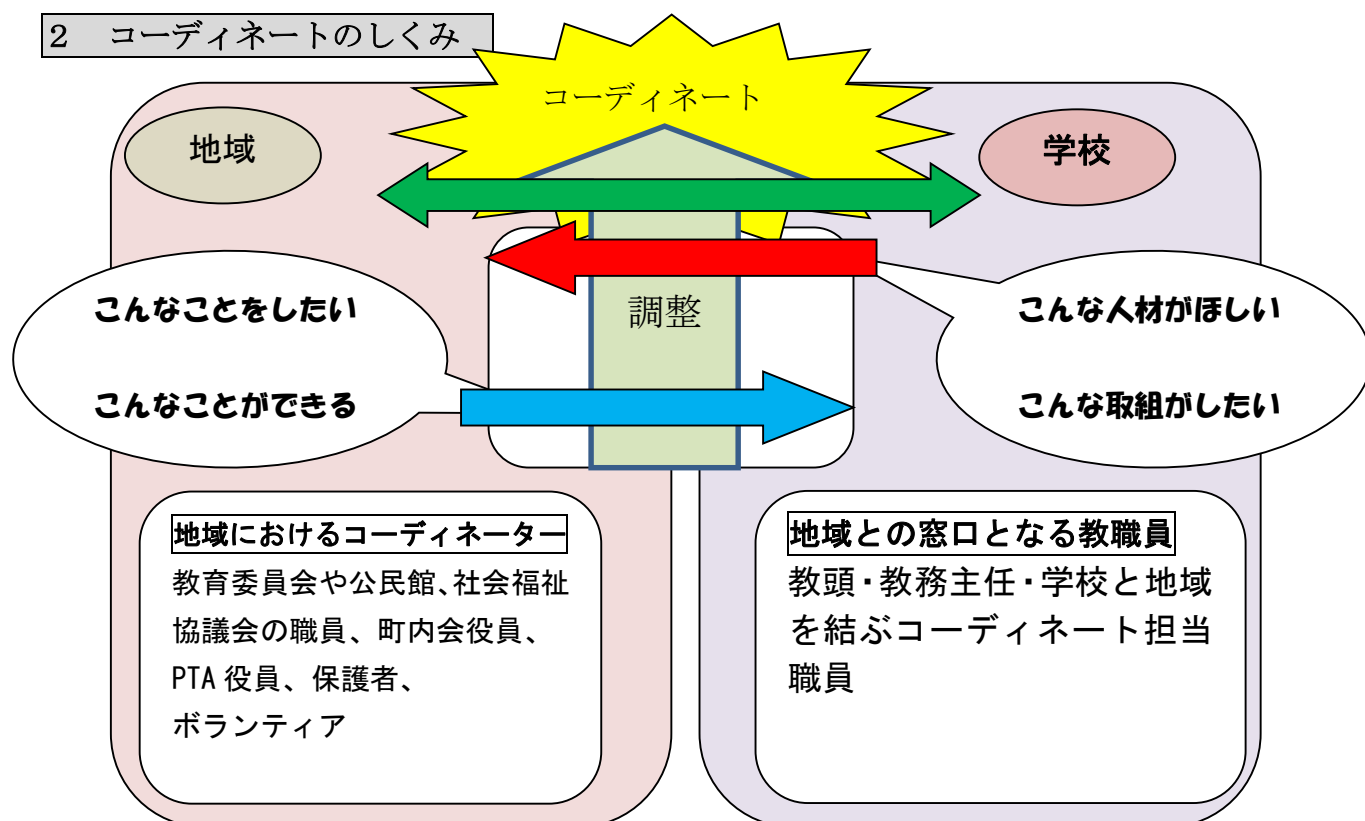 2　コーディネートのしくみ
コーディネート
地域
学校
こんなことをしたい
こんなことができる
調整
こんな人材がほしい
こんな取組がしたい
地域におけるコーディネーター
教育委員会や公民館、社会福祉
協議会の職員、町内会役員、
PTA 役員、保護者、
ボランティア
地域との窓口となる教職員
教頭・教務主任・学校と地域
を結ぶコーディネート担当
職員